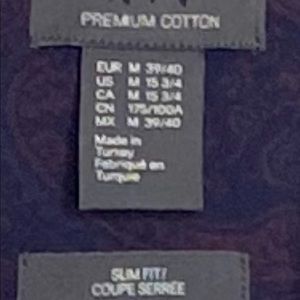 PREMIUM COTTON
EUR M 39/40
US M 15 3/4
CA M 15 3/4
CN 175/100A
MX M 39/40
Made in
Turkey
Fabriqué en
Turquie
SLIM FIT/
COUPE SERRÉE